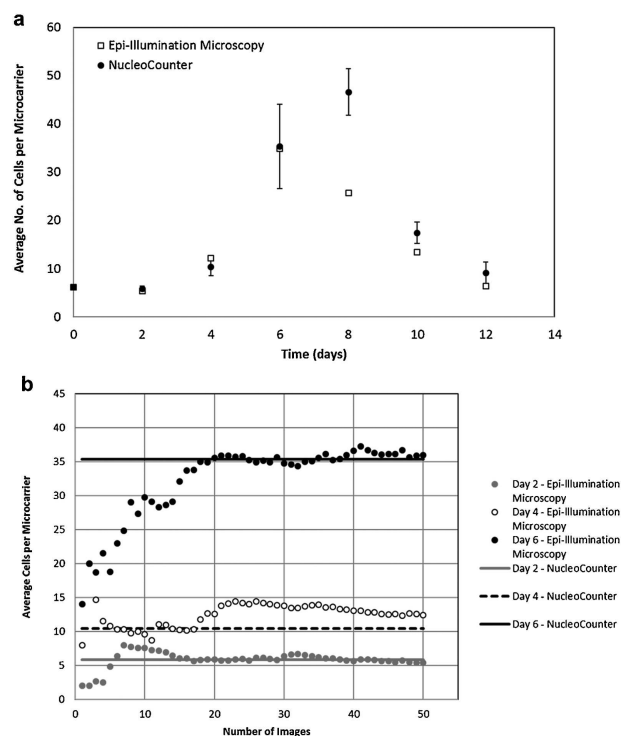 a
60
50
40
30
20
10
0
Average No. of Cells per Microcarrier
Epi-Illumination Microscopy
NucleoCounter
0 2 4 6 8 10 12 14
Time (days)
b
45
40
35
30
25
20
15
10
5
0
Average Cells per Microcarrier
0 10 20 30 40 50
Number of Images
Day 2 - Epi-Illumination
Microscopy
Day 4 - Epi-Illumination
Microscopy
Day 6 - Epi-Illumination
Microscopy
Day 2 - NucleoCounter
Day 4 - NucleoCounter
Day 6 - NucleoCounter